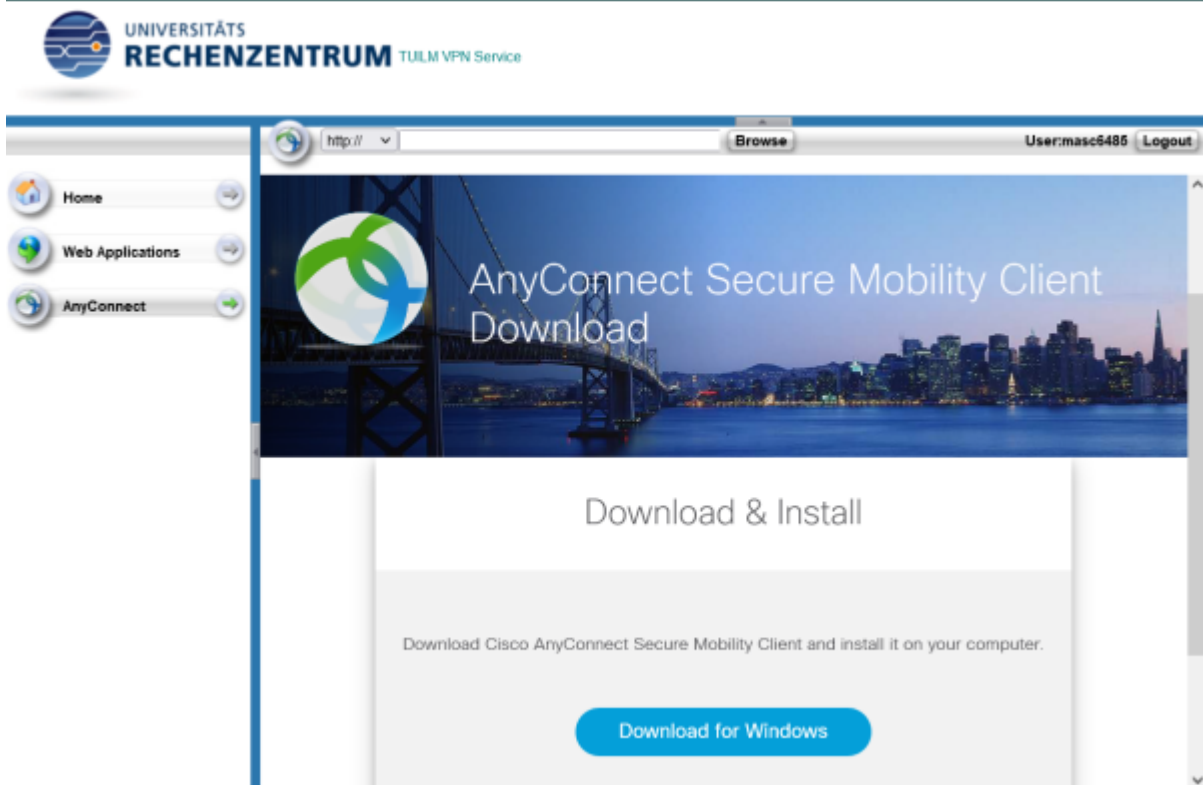 UNIVERSITÄTS
RECHENZENTRUM TUILM VPN Service
http:// Browse User:masc6485 Logout
Home
Web Applications
AnyConnect
AnyConnect Secure Mobility Client
Download
Download & Install
Download Cisco AnyConnect Secure Mobility Client and install it on your computer.
Download for Windows